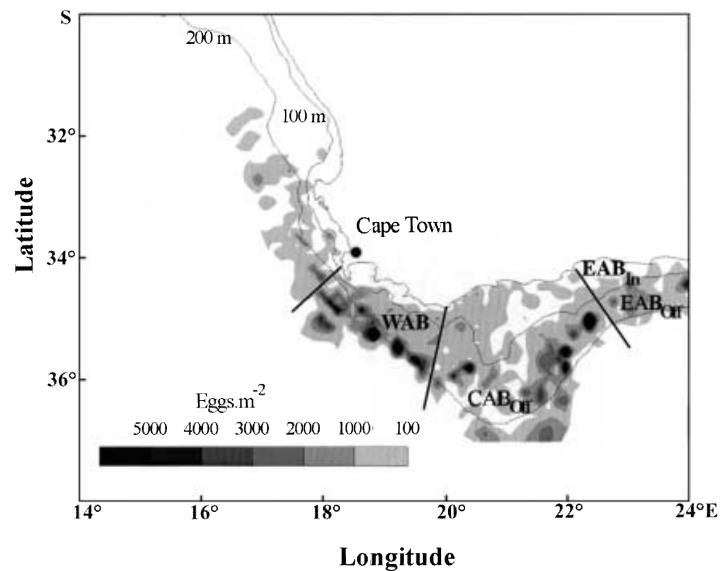 S
200 m
100 m
32°
Cape Town
34°
EAB In
EAB Off
WAB
36°
CAB Off
Eggs.m-2
5000 4000 3000 2000 1000 100
14° 16° 18° 20° 22° 24°E
Latitude
Longitude